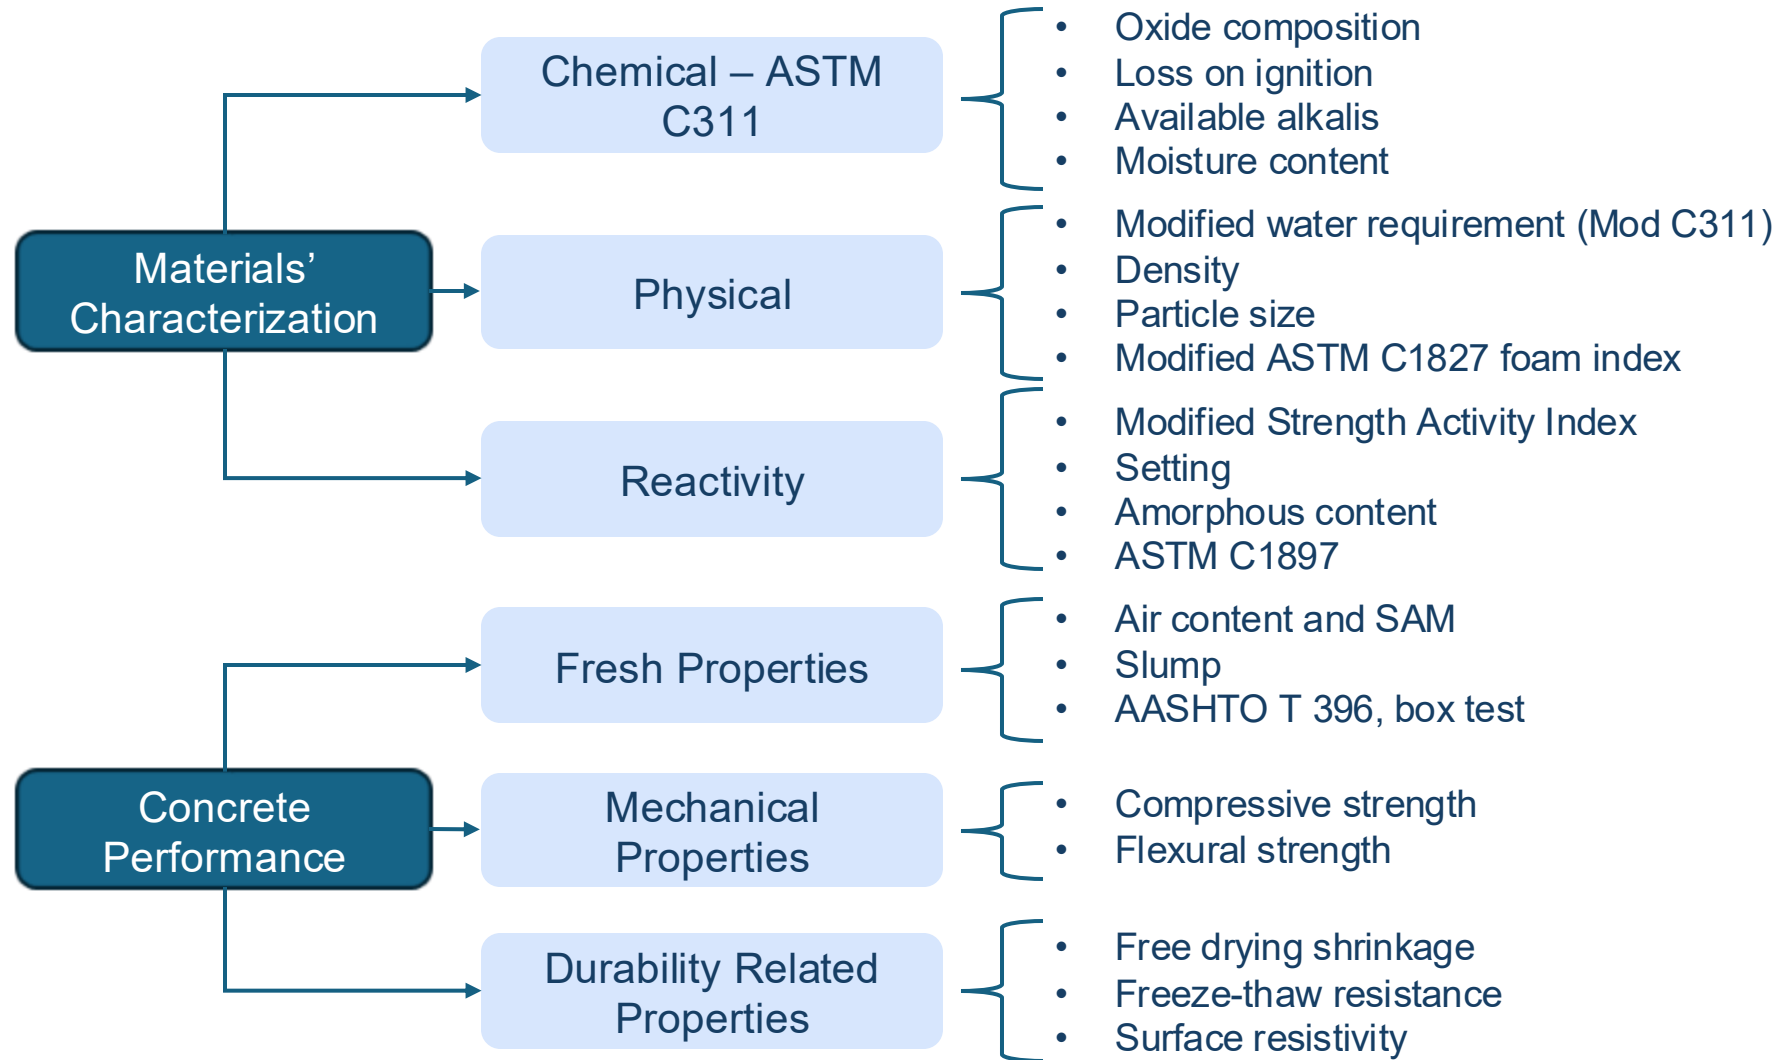 Materials’
Characterization
Chemical – ASTM
C311
• Oxide composition
• Loss on ignition
• Available alkalis
• Moisture content
Physical
• Modified water requirement (Mod C311)
• Density
• Particle size
• Modified ASTM C1827 foam index
Reactivity
• Modified Strength Activity Index
• Setting
• Amorphous content
• ASTM C1897
Concrete
Performance
Fresh Properties
• Air content and SAM
• Slump
• AASHTO T 396, box test
Mechanical
Properties
• Compressive strength
• Flexural strength
Durability Related
Properties
• Free drying shrinkage
• Freeze-thaw resistance
• Surface resistivity